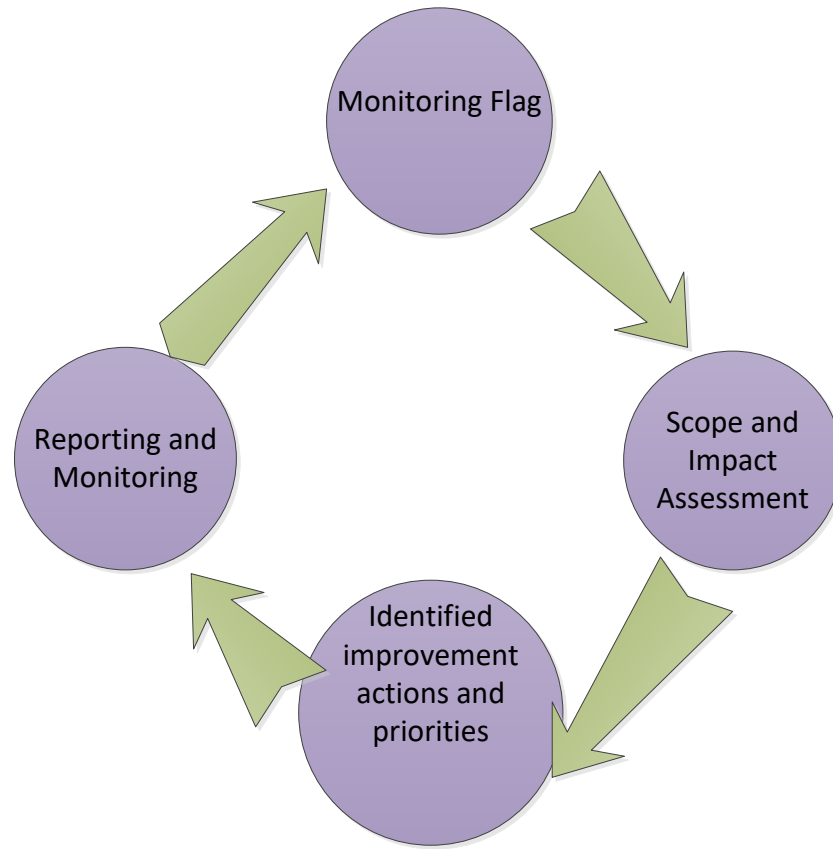 Monitoring Flag
Scope and
Impact
Assessment
Identified
improvement
actions and
priorities
Reporting and
Monitoring